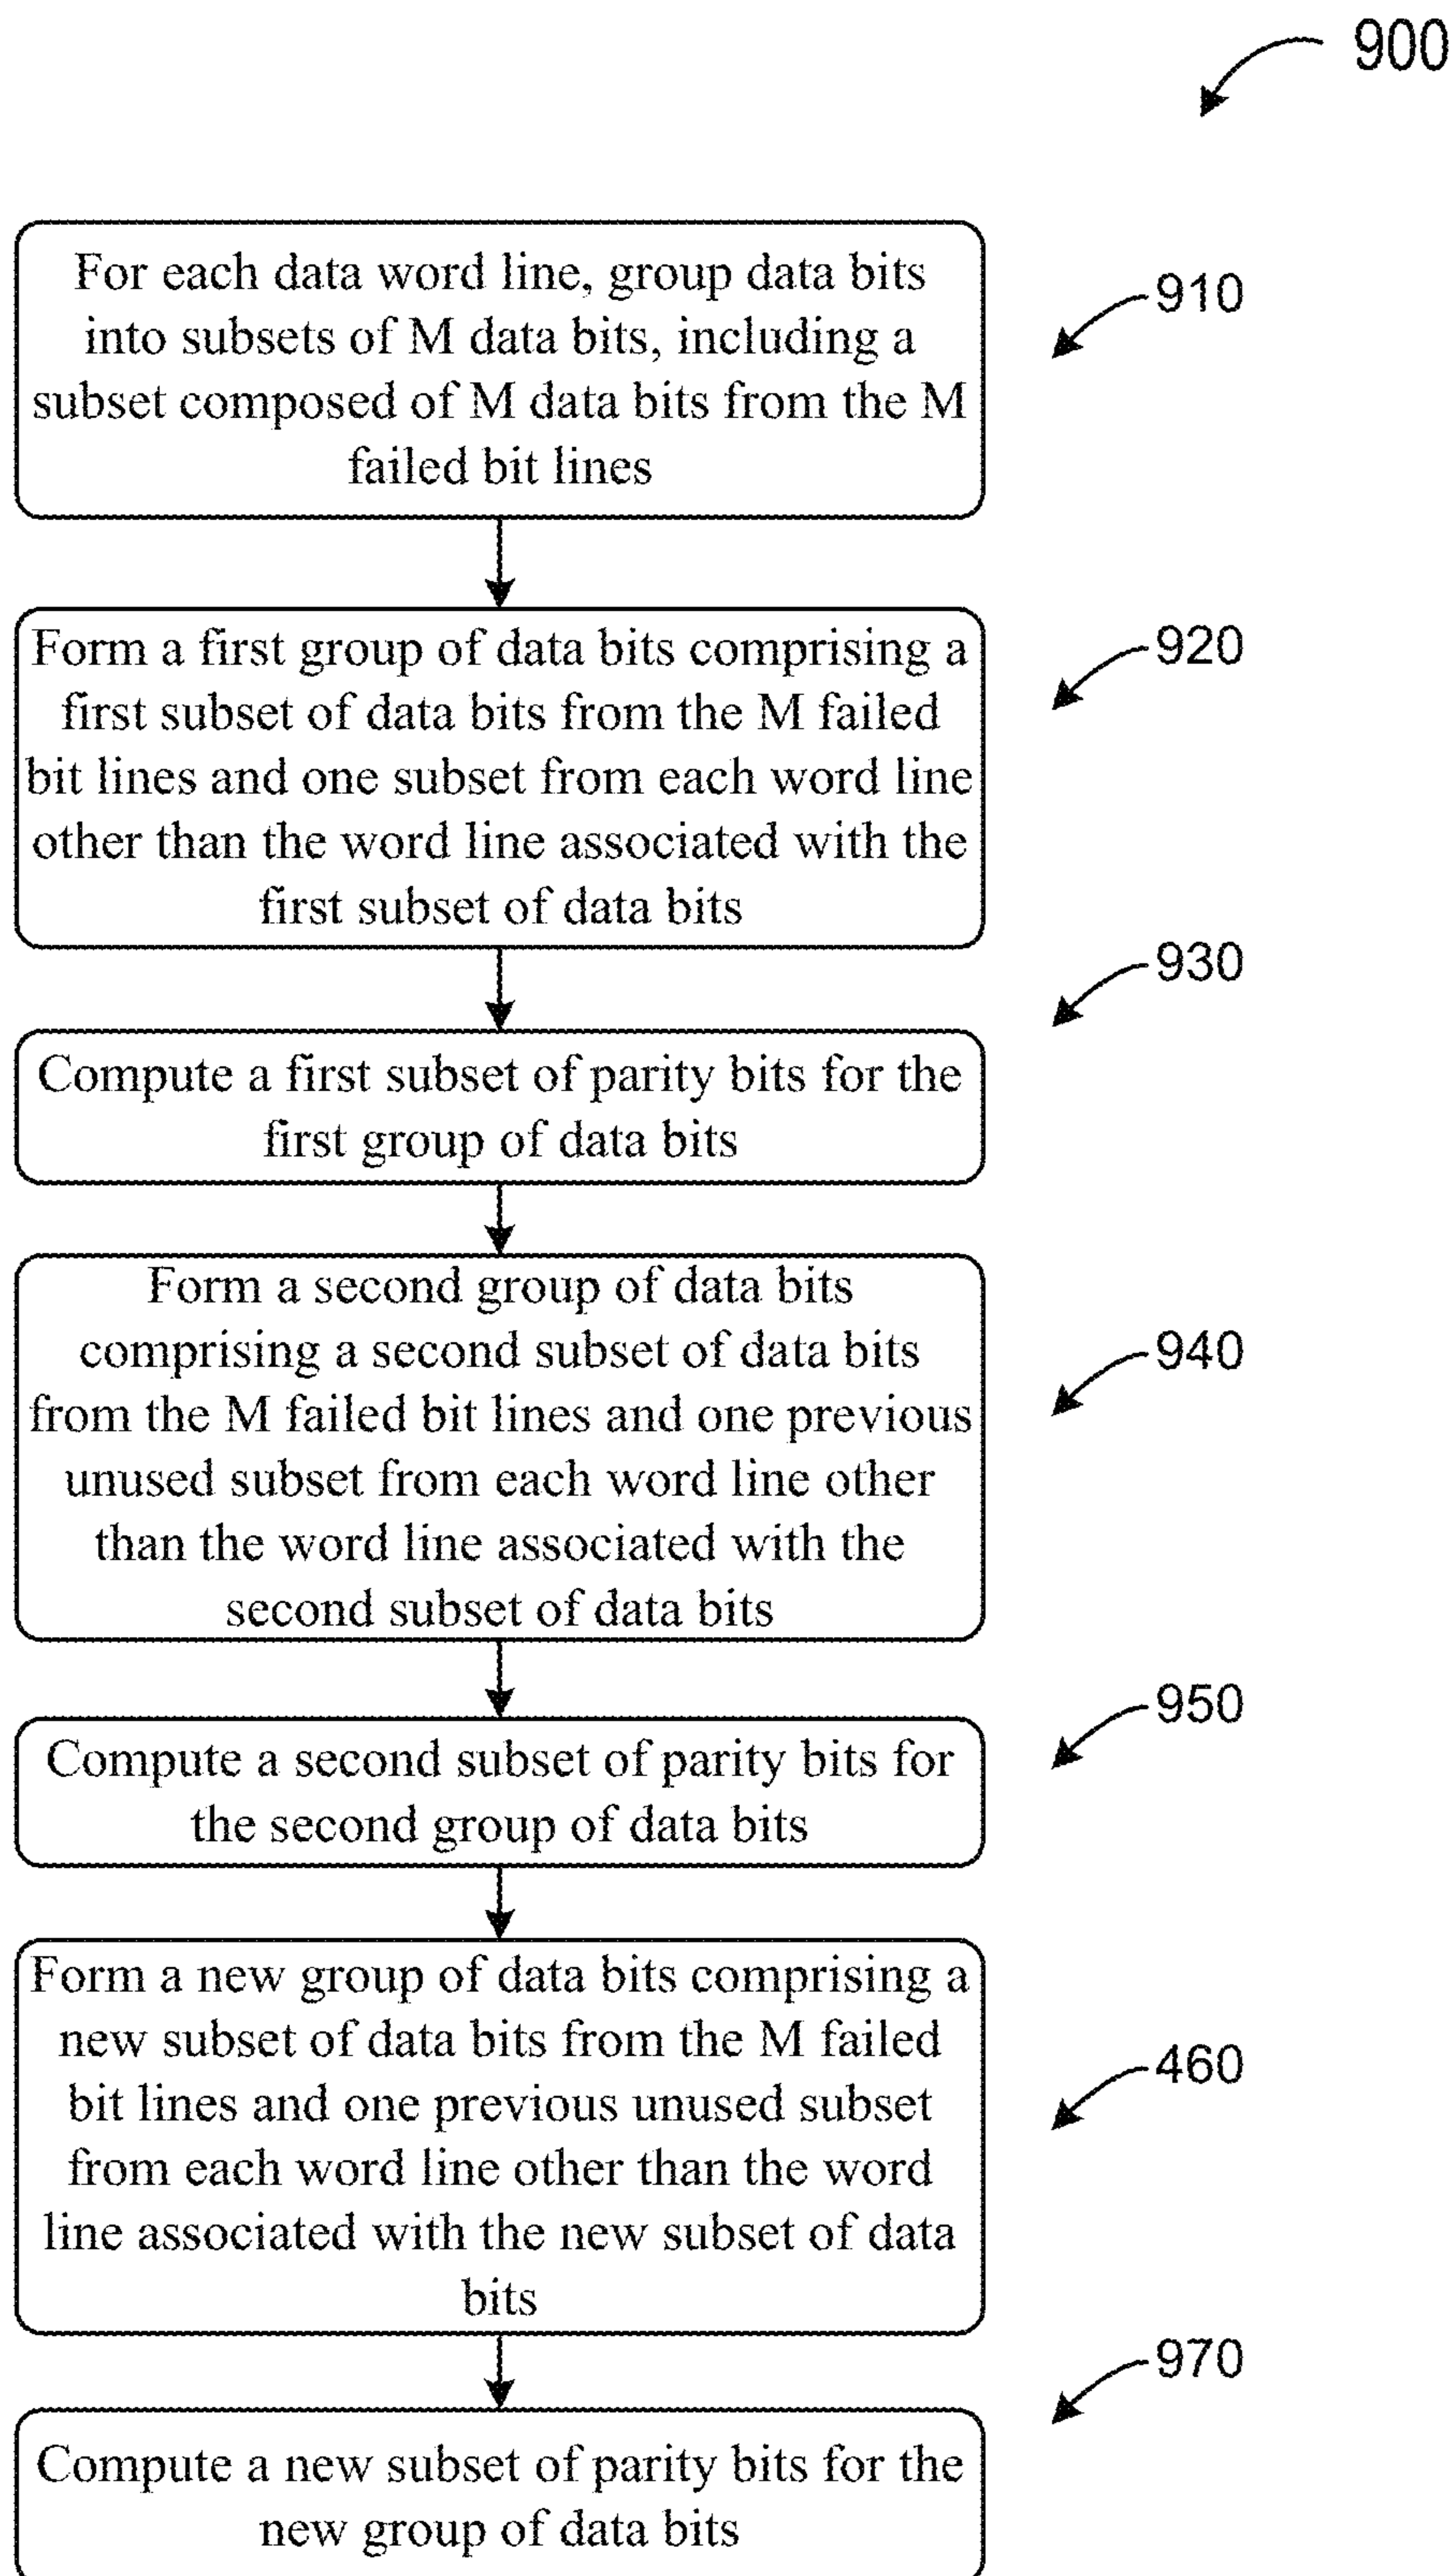 900
For each data word line, group data bits
into subsets of M data bits, including a
subset composed of M data bits from the M
failed bit lines
910
Form a first group of data bits comprising a
first subset of data bits from the M failed
bit lines and one subset from each word line
other than the word line associated with the
first subset of data bits
920
Compute a first subset of parity bits for the
first group of data bits
930
Form a second group of data bits
comprising a second subset of data bits
from the M failed bit lines and one previous
unused subset from each word line other
than the word line associated with the
second subset of data bits
940
Compute a second subset of parity bits for
the second group of data bits
950
Form a new group of data bits comprising a
new subset of data bits from the M failed
bit lines and one previous unused subset
from each word line other than the word
line associated with the new subset of data
bits
460
Compute a new subset of parity bits for the
new group of data bits
970